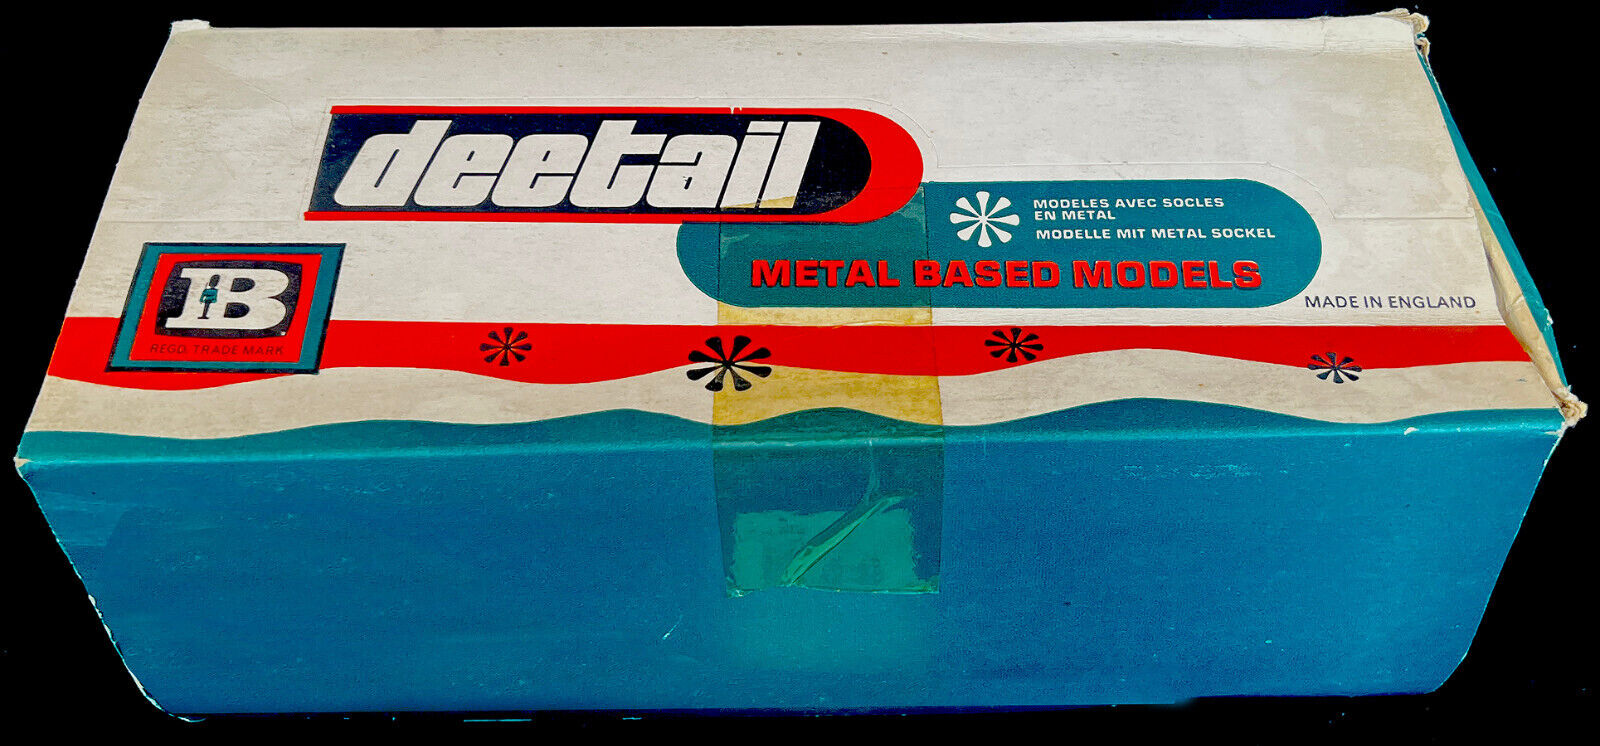 deetail
MODELES AVEC SOCLES
EN METAL
MODELLE MIT METAL SOCKEL
METAL BASED MODELS
MADE IN ENGLAND
B
REGD. TRADE MARK